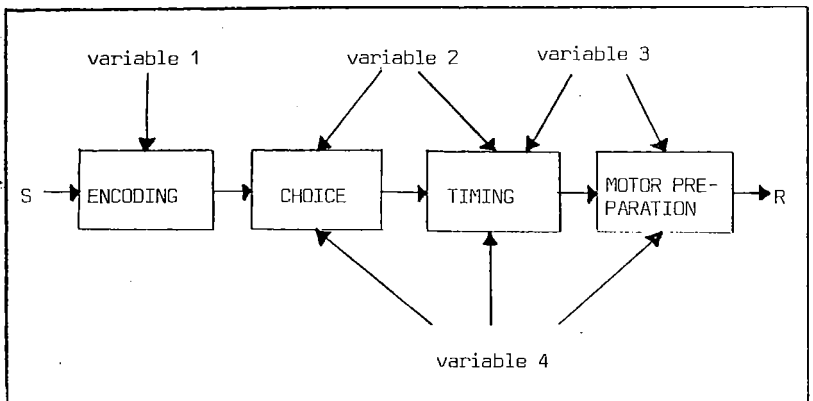 variable 1
variable 2
variable 3
S
ENCODING
CHOICE
TIMING
MOTOR PRE-
PARATION
R
variable 4